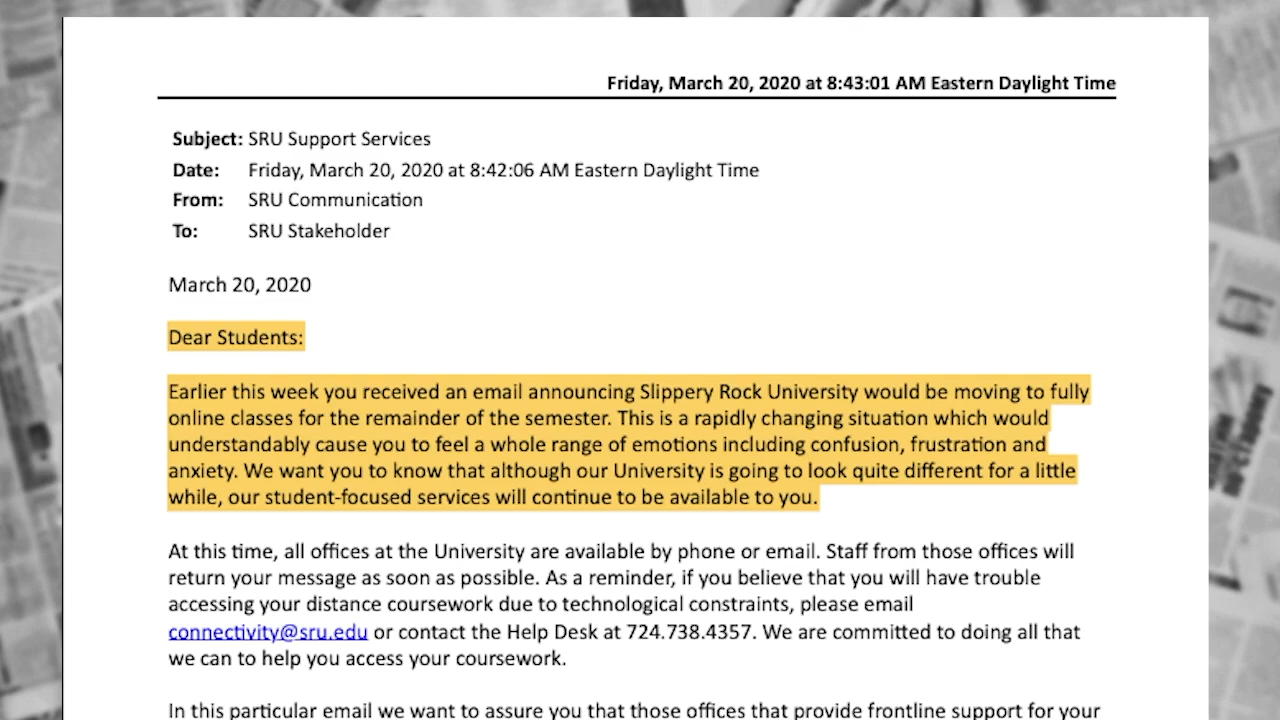 Friday, March 20, 2020 at 8:43:01 AM Eastern Daylight Time
Subject: SRU Support Services
Date: Friday, March 20, 2020 at 8:42:06 AM Eastern Daylight Time
From: SRU Communication
To: SRU Stakeholder
March 20, 2020
Dear Students:
Earlier this week you received an email announcing Slippery Rock University would be moving to fully
online classes for the remainder of the semester. This is a rapidly changing situation which would
understandably cause you to feel a whole range of emotions including confusion, frustration and
anxiety. We want you to know that although our University is going to look quite different for a little
while, our student-focused services will continue to be available to you.
At this time, all offices at the University are available by phone or email. Staff from those offices will
return your message as soon as possible. As a reminder, if you believe that you will have trouble
accessing your distance coursework due to technological constraints, please email
connectivity@sru.edu or contact the Help Desk at 724.738.4357. We are committed to doing all that
we can to help you access your coursework.
In this particular email we want to assure you that those offices that provide frontline support for your